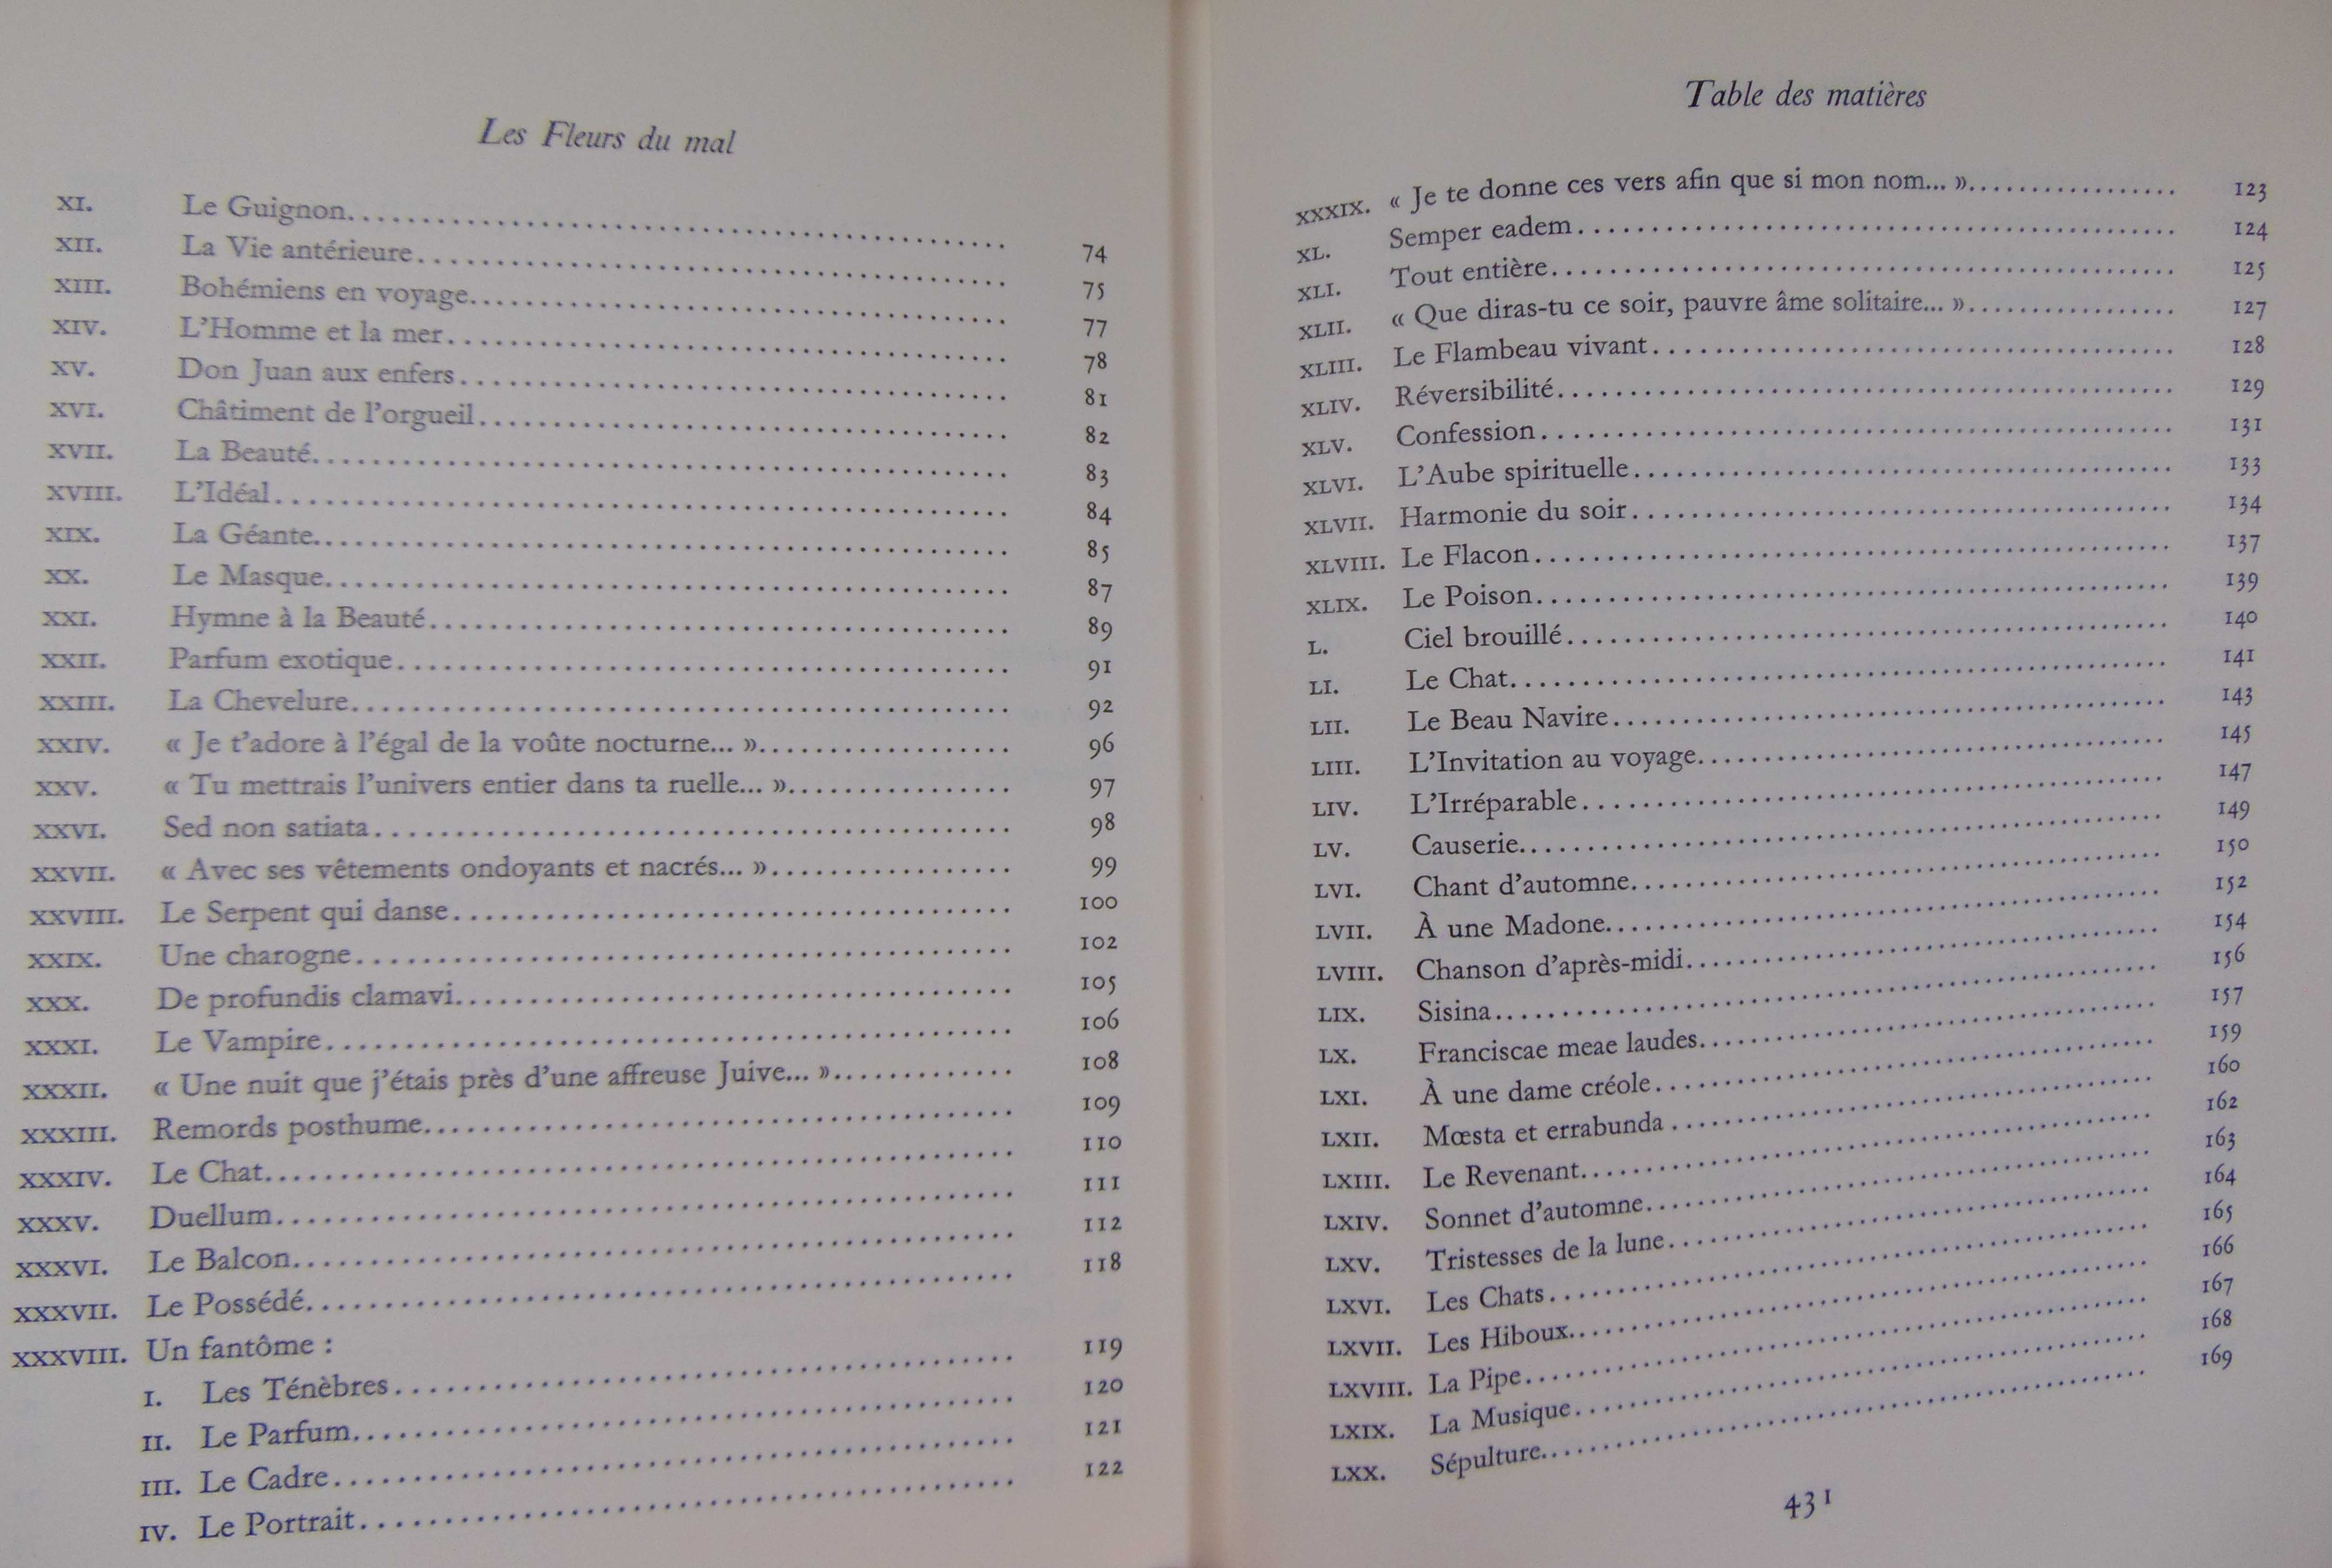 Les Fleurs du mal
XI. Le Guignon........ 74
XII. La Vie antérieure........ 75
XIII. Bohémiens en voyage........ 77
XIV. L'Homme et la mer........ 78
XV. Don Juan aux enfers........ 81
XVI. Châtiment de l'orgueil........ 82
XVII. La Beauté........ 83
XVIII. L'Idéal........ 84
XIX. La Géante........ 85
XX. Le Masque........ 87
XXI. Hymne à la Beauté........ 89
XXII. Parfum exotique........ 91
XXIII. La Chevelure........ 92
XXIV. « Je t'adore à l'égal de la voûte nocturne... »........ 96
XXV. « Tu mettrais l'univers entier dans ta ruelle... »........ 97
XXVI. Sed non satiata........ 98
XXVII. « Avec ses vêtements ondoyants et nacrés... »........ 99
XXVIII. Le Serpent qui danse........ 100
XXIX. Une charogne........ 102
XXX. De profundis clamavi........ 105
XXXI. Le Vampire........ 106
XXXII. « Une nuit que j'étais près d'une affreuse Juive... »........ 108
XXXIII. Remords posthume........ 109
XXXIV. Le Chat........ 110
XXXV. Duellum........ 111
XXXVI. Le Balcon........ 112
XXXVII. Le Possédé........ 118
XXXVIII. Un fantôme :
I. Les Ténèbres........ 119
II. Le Parfum........ 120
III. Le Cadre........ 121
IV. Le Portrait........ 122
Table des matières
XXXIX. « Je te donne ces vers afin que si mon nom... »........ 123
XL. Semper eadem........ 124
XLI. Tout entière........ 125
XLII. « Que diras-tu ce soir, pauvre âme solitaire... »........ 127
XLIII. Le Flambeau vivant........ 128
XLIV. Réversibilité........ 129
XLV. Confession........ 131
XLVI. L'Aube spirituelle........ 133
XLVII. Harmonie du soir........ 134
XLVIII. Le Flacon........ 137
XLIX. Le Poison........ 139
L. Ciel brouillé........ 140
LI. Le Chat........ 141
LII. Le Beau Navire........ 143
LIII. L'Invitation au voyage........ 145
LIV. L'Irréparable........ 147
LV. Causerie........ 149
LVI. Chant d'automne........ 150
LVII. À une Madone........ 152
LVIII. Chanson d'après-midi........ 154
LIX. Sisina........ 156
LX. Franciscae meae laudes........ 157
LXI. À une dame créole........ 159
LXII. Mœsta et errabunda........ 160
LXIII. Le Revenant........ 162
LXIV. Sonnet d'automne........ 163
LXV. Tristesses de la lune........ 164
LXVI. Les Chats........ 165
LXVII. Les Hiboux........ 166
LXVIII. La Pipe........ 167
LXIX. La Musique........ 168
LXX. Sépulture........ 169
431